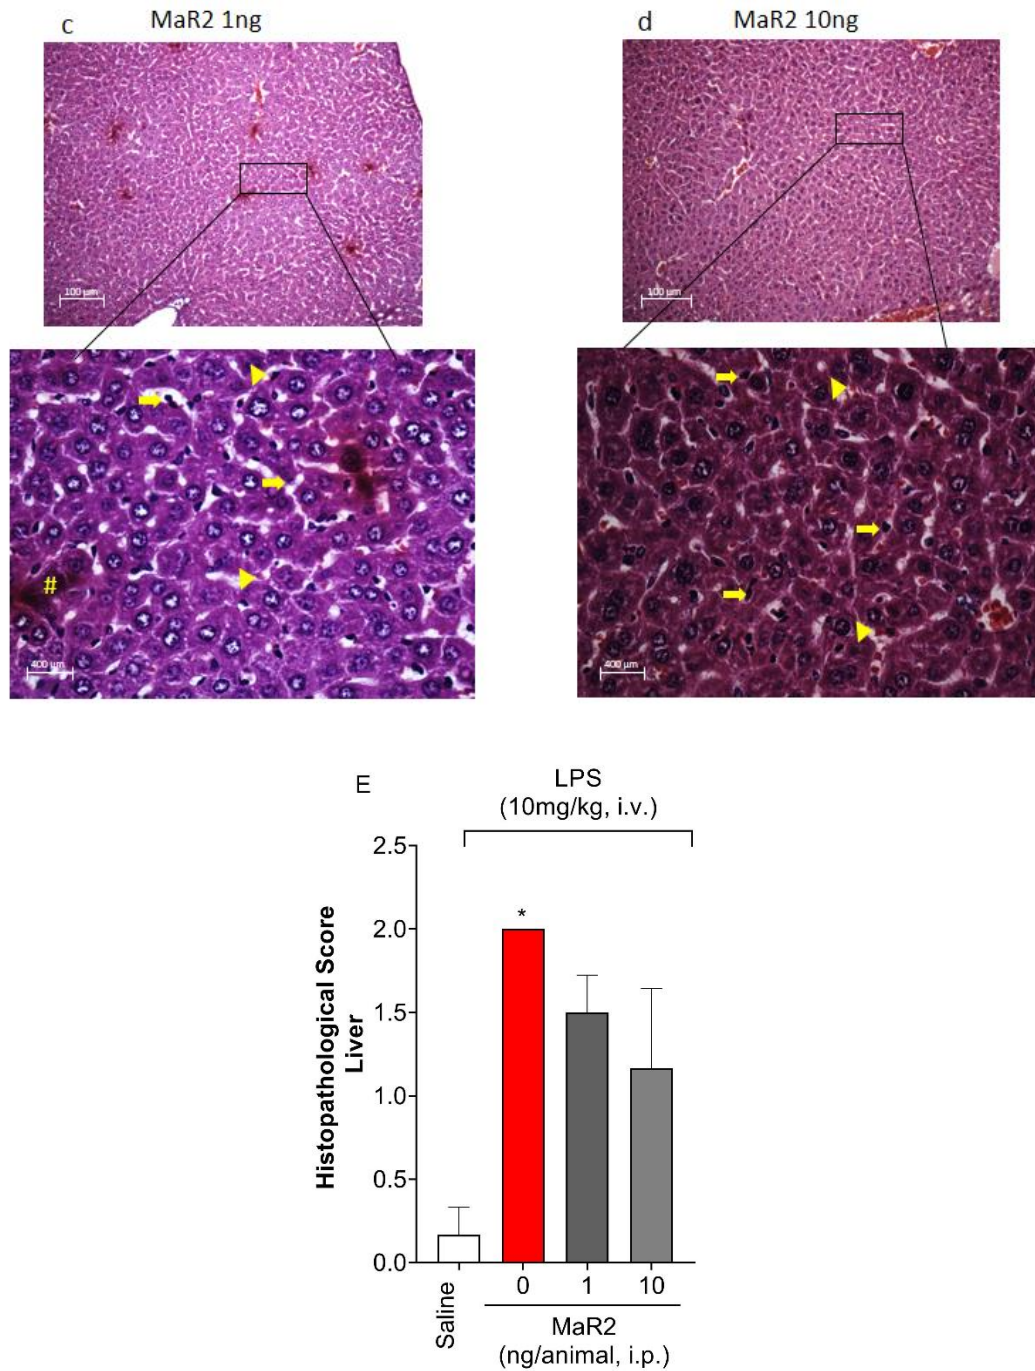 c MaR2 1ng
d MaR2 10ng
100 µm
100 µm
#
400 µm
400 µm
E
LPS
(10mg/kg, i.v.)
Histopathological Score
Liver
2.5
2.0
1.5
1.0
0.5
0.0
*
Saline
0 1 10
MaR2
(ng/animal, i.p.)